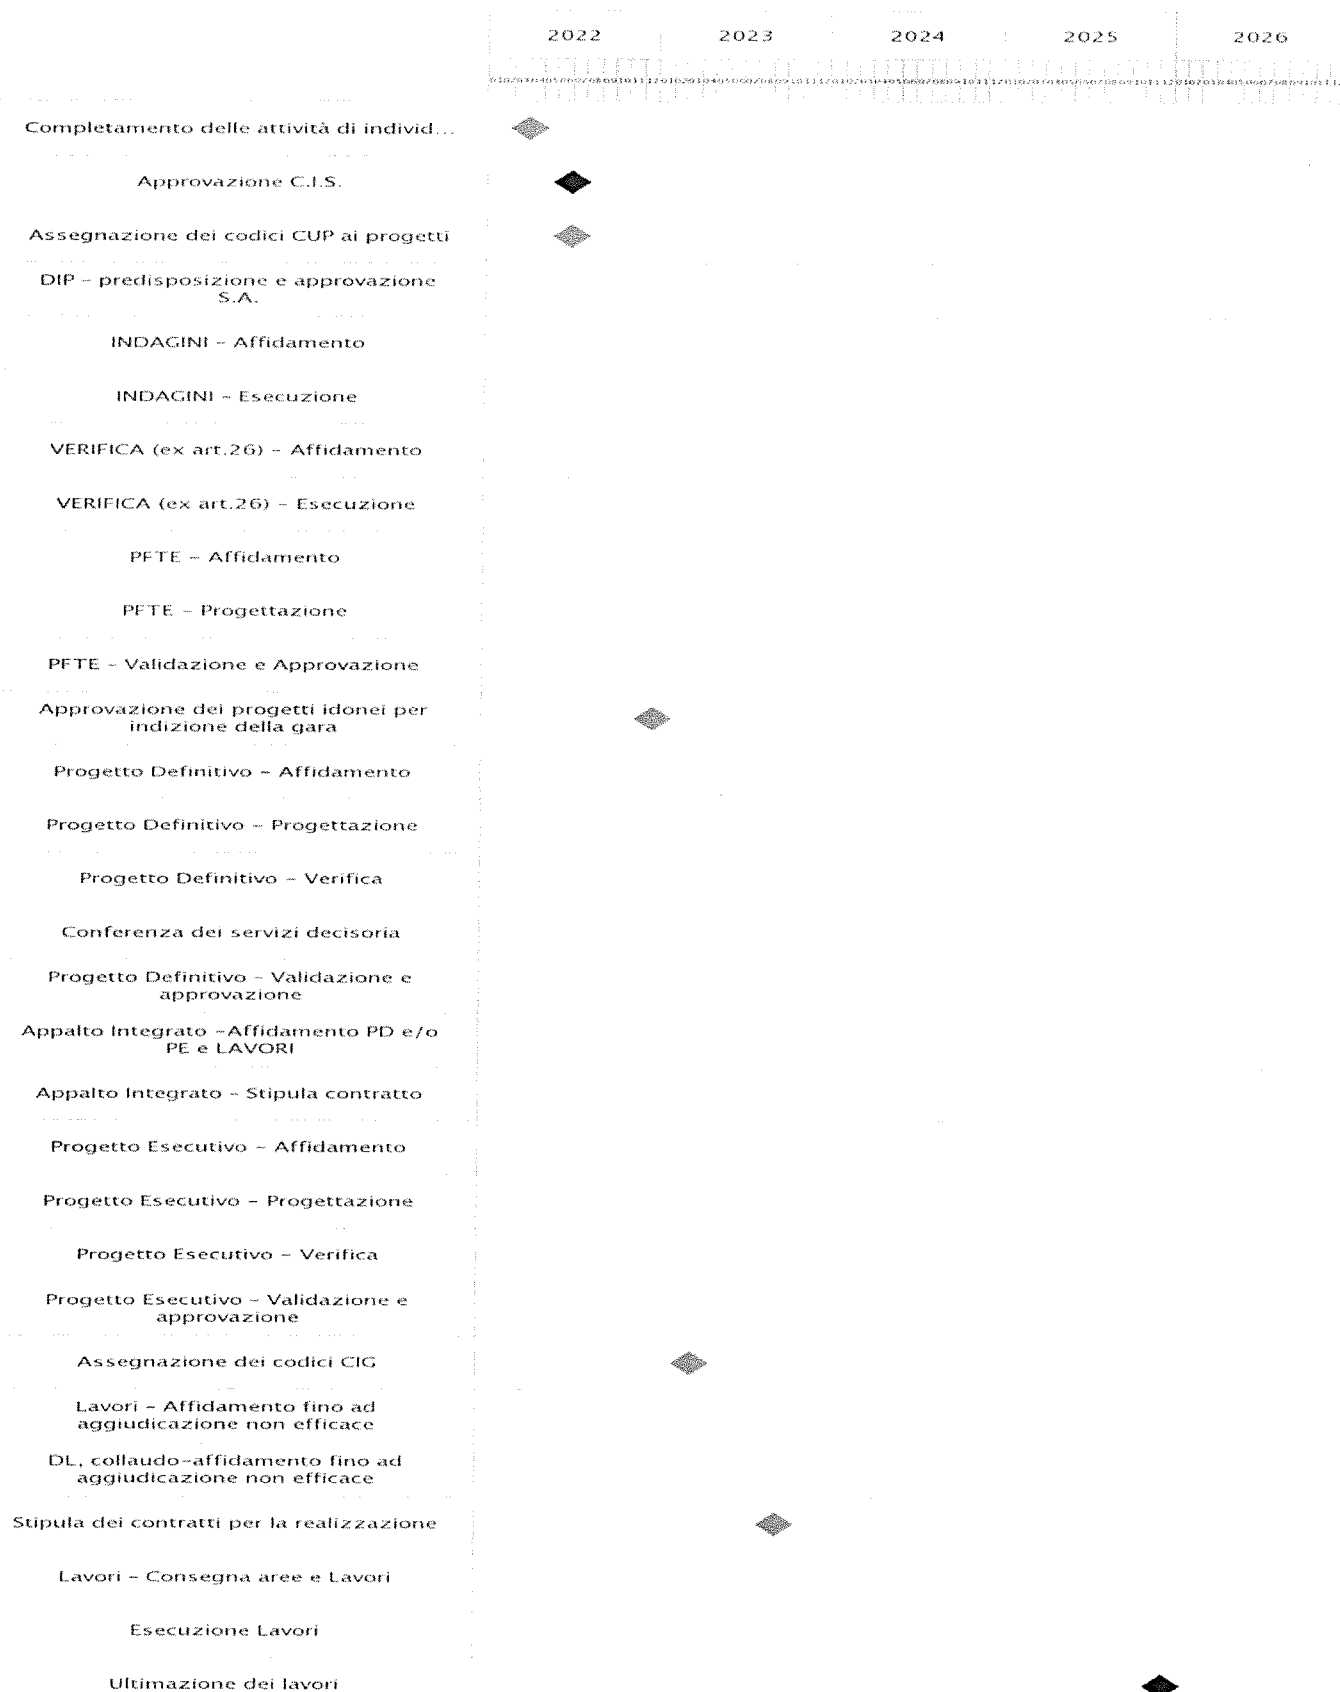 2022 2023 2024 2025 2026
Completamento delle attività di individ...
Approvazione C.I.S.
Assegnazione dei codici CUP ai progetti
DIP - predisposizione e approvazione
S.A.
INDAGINI - Affidamento
INDAGINI - Esecuzione
VERIFICA (ex art.26) - Affidamento
VERIFICA (ex art.26) - Esecuzione
PFTE - Affidamento
PFTE - Progettazione
PFTE - Validazione e Approvazione
Approvazione dei progetti idonei per
indizione della gara
Progetto Definitivo - Affidamento
Progetto Definitivo - Progettazione
Progetto Definitivo - Verifica
Conferenza dei servizi decisoria
Progetto Definitivo - Validazione e
approvazione
Appalto Integrato -Affidamento PD e/o
PE e LAVORI
Appalto Integrato - Stipula contratto
Progetto Esecutivo - Affidamento
Progetto Esecutivo - Progettazione
Progetto Esecutivo - Verifica
Progetto Esecutivo - Validazione e
approvazione
Assegnazione dei codici CIG
Lavori - Affidamento fino ad
aggiudicazione non efficace
DL, collaudo-affidamento fino ad
aggiudicazione non efficace
Stipula dei contratti per la realizzazione
Lavori - Consegna aree e Lavori
Esecuzione Lavori
Ultimazione dei lavori